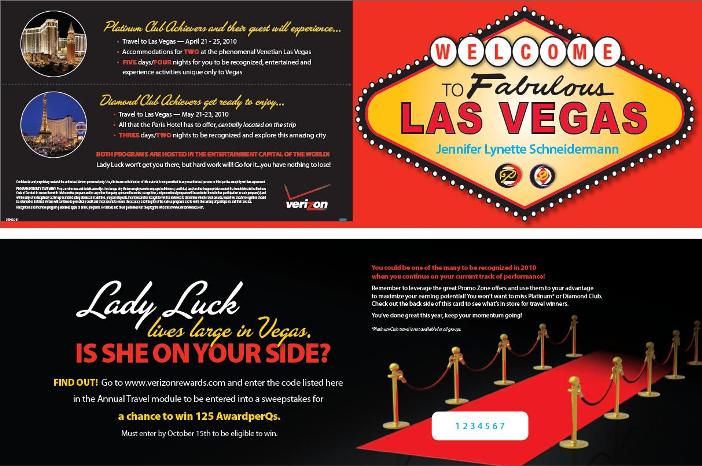 Platinum Club Achievers and their guest will experience...
• Travel to Las Vegas — April 21 - 25, 2010
• Accommodations for TWO at the phenomenal Venetian Las Vegas
• FIVE days/FOUR nights for you to be recognized, entertained and
experience activities unique only to Vegas
Diamond Club Achievers get ready to enjoy...
• Travel to Las Vegas — May 21-23, 2010
• All that the Paris Hotel has to offer, centrally located on the strip
• THREE days/TWO nights to be recognized and explore this amazing city
BOTH PROGRAMS ARE HOSTED IN THE ENTERTAINMENT CAPITAL OF THE WORLD!
Lady Luck won't get you there, but hard work will! Go for it...you have nothing to lose!
verizon
WELCOME
TO Fabulous
LAS VEGAS
Jennifer Lynette Schneidermann
Lady Luck
lives large in Vegas.
IS SHE ON YOUR SIDE?
FIND OUT! Go to www.verizonrewards.com and enter the code listed here
in the Annual Travel module to be entered into a sweepstakes for
a chance to win 125 AwardperQs.
Must enter by October 15th to be eligible to win.
You could be one of the many to be recognized in 2010
when you continue on your current track of performance!
Remember to leverage the great Promo Zone offers and use them to your advantage
to maximize your earning potential! You won't want to miss Platinum* or Diamond Club.
Check out the back side of this card to see what's in store for travel winners.
You've done great this year, keep your momentum going!
*Platinum Club travel is not available for all groups.
1234567